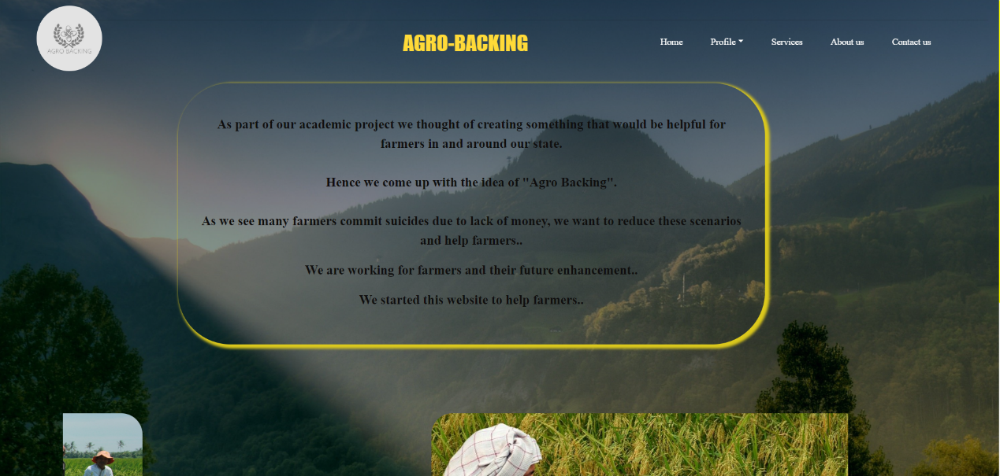 AGRO BACKING
AGRO-BACKING
Home
Profile
Services
About us
Contact us
As part of our academic project we thought of creating something that would be helpful for
farmers in and around our state.
Hence we come up with the idea of "Agro Backing".
As we see many farmers commit suicides due to lack of money, we want to reduce these scenarios
and help farmers..
We are working for farmers and their future enhancement..
We started this website to help farmers..